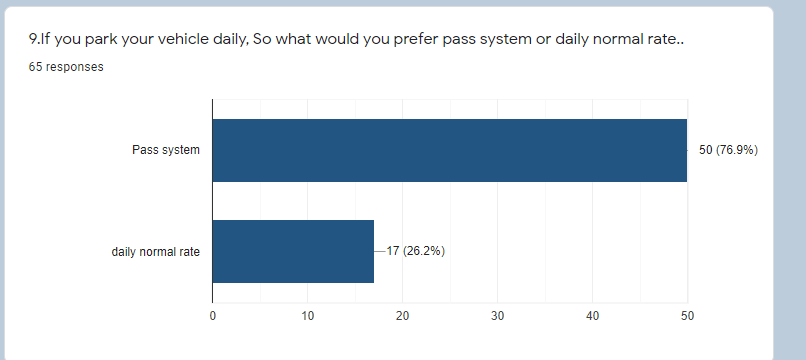 9.If you park your vehicle daily, So what would you prefer pass system or daily normal rate..
65 responses
Pass system
50 (76.9%)
daily normal rate
17 (26.2%)
0
10
20
30
40
50